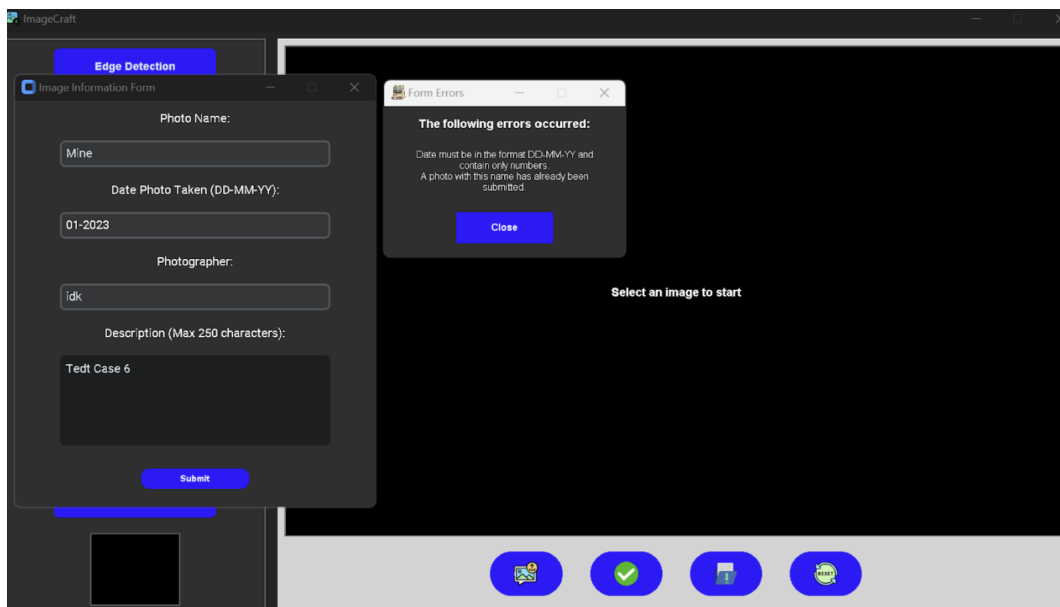 ImageCraft
Edge Detection
Image Information Form
Photo Name:
Mine
Date Photo Taken (DD-MM-YY):
01-2023
Photographer:
idk
Description (Max 250 characters):
Tedt Case 6
Submit
Form Errors
The following errors occurred:
Date must be in the format DD-MM-YY and
contain only numbers.
A photo with this name has already been
submitted.
Close
Select an image to start
RESET